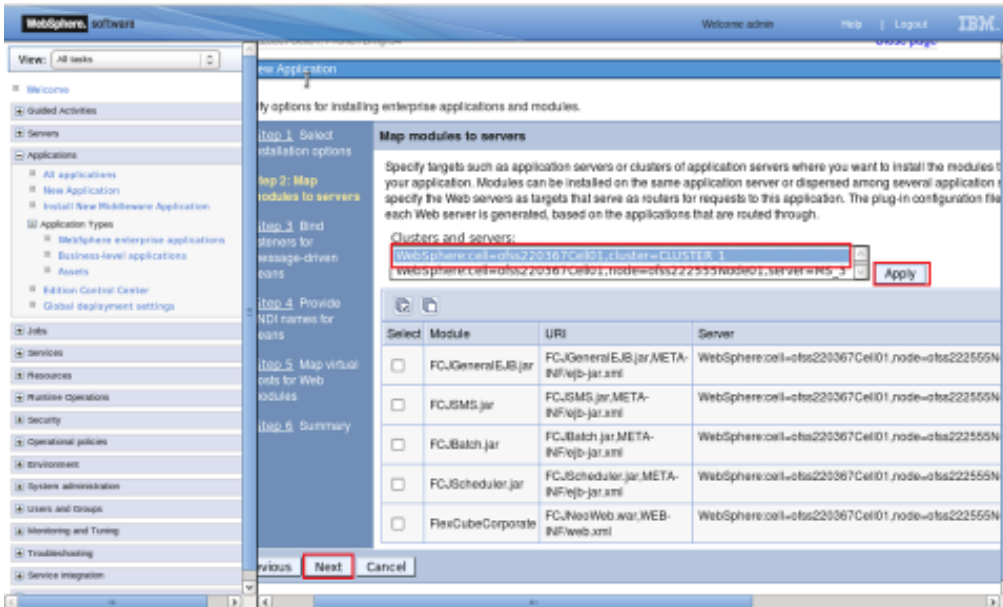 WebSphere. software Welcome admin Help | Logout IBM.
View: All tasks
Welcome
Guided Activities
Servers
Applications
All applications
New Application
Install New Middleware Application
Application Types
WebSphere enterprise applications
Business-level applications
Assets
Edition Control Center
Global deployment settings
Jobs
Services
Resources
Runtime Operations
Security
Operational policies
Environment
System administration
Users and Groups
Monitoring and Tuning
Troubleshooting
Service integration
close page
ew Application
ify options for installing enterprise applications and modules.
Step 1 Select
nstallation options
tep 2: Map
modules to servers
Step 3 Bind
steners for
essage-driven
eans
Step 4 Provide
NDI names for
eans
Step 5 Map virtual
osts for Web
odules
Step 6 Summary
Map modules to servers
Specify targets such as application servers or clusters of application servers where you want to install the modules t
your application. Modules can be installed on the same application server or dispersed among several application
specify the Web servers as targets that serve as routers for requests to this application. The plug-in configuration file
each Web server is generated, based on the applications that are routed through.
Clusters and servers:
WebSphere:cell=ofss220367Cell01,cluster=CLUSTER_1
WebSphere:cell=ofss220367Cell01,node=ofss222555Node01,server=MS_3
Apply
Select Module URI Server
FCJGeneralEJB.jar FCJGeneralEJB.jar,META-INF/ejb-jar.xml WebSphere:cell=ofss220367Cell01,node=ofss222555N
FCJSMS.jar FCJSMS.jar,META-INF/ejb-jar.xml WebSphere:cell=ofss220367Cell01,node=ofss222555N
FCJBatch.jar FCJBatch.jar,META-INF/ejb-jar.xml WebSphere:cell=ofss220367Cell01,node=ofss222555N
FCJScheduler.jar FCJScheduler.jar,META-INF/ejb-jar.xml WebSphere:cell=ofss220367Cell01,node=ofss222555N
FlexCubeCorporate FCJNeoWeb.war,WEB-INF/web.xml WebSphere:cell=ofss220367Cell01,node=ofss222555N
evious Next Cancel